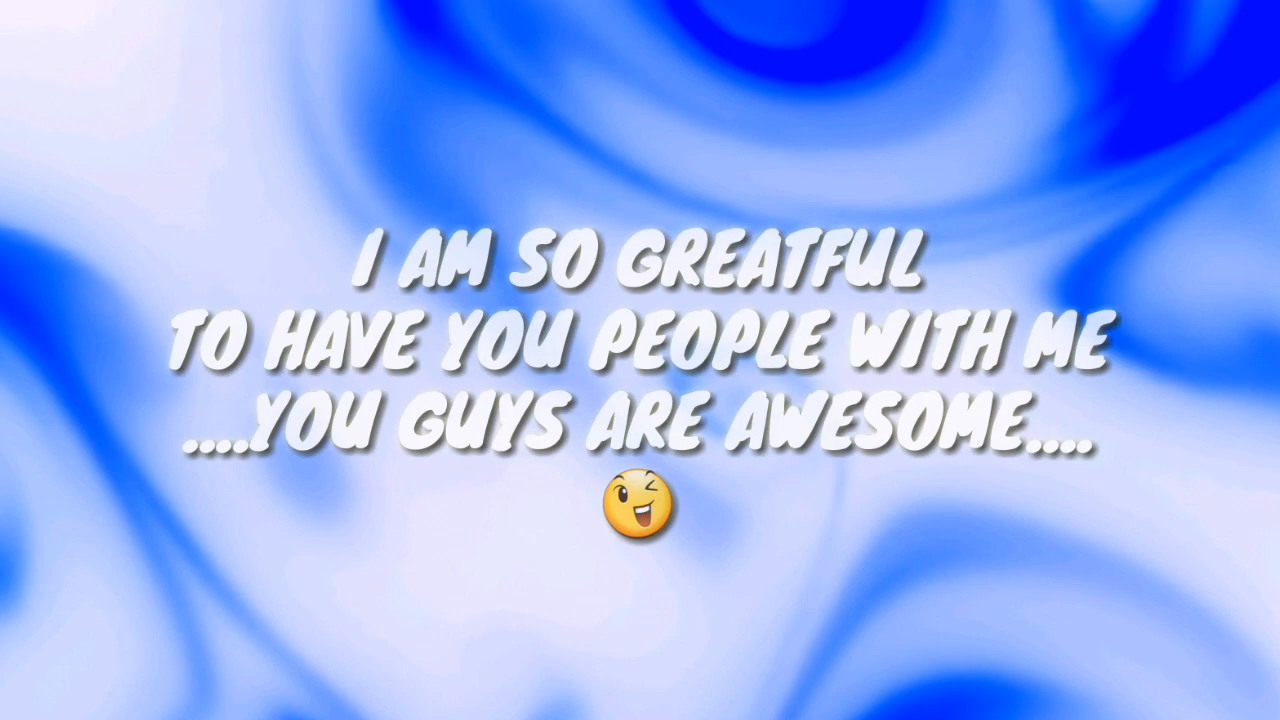 I AM SO GREATFUL
TO HAVE YOU PEOPLE WITH ME
....YOU GUYS ARE AWESOME....
😉